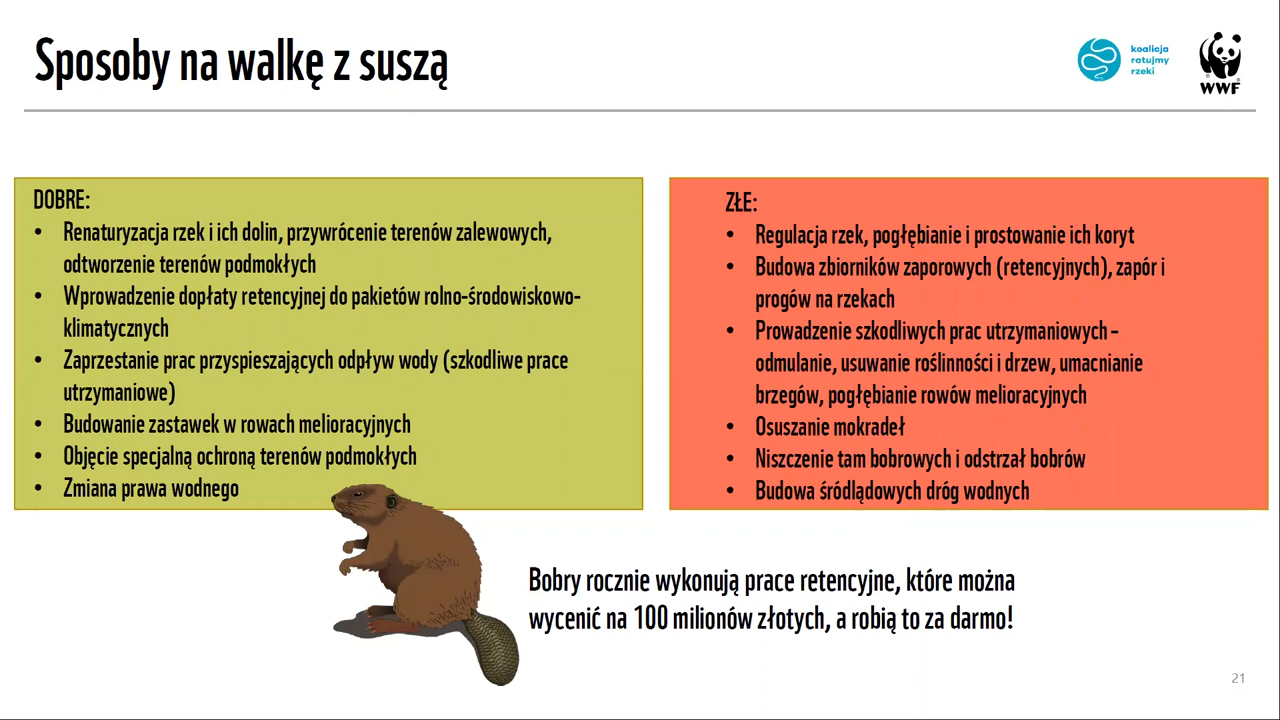 Sposoby na walkę z suszą
koalicja
ratujmy
rzeki
WWF
DOBRE:
• Renaturyzacja rzek i ich dolin, przywrócenie terenów zalewowych,
odtworzenie terenów podmokłych
• Wprowadzenie dopłaty retencyjnej do pakietów rolno-środowiskowo-
klimatycznych
• Zaprzestanie prac przyspieszających odpływ wody (szkodliwe prace
utrzymaniowe)
• Budowanie zastawek w rowach melioracyjnych
• Objęcie specjalną ochroną terenów podmokłych
• Zmiana prawa wodnego
ZŁE:
• Regulacja rzek, pogłębianie i prostowanie ich koryt
• Budowa zbiorników zaporowych (retencyjnych), zapór i
progów na rzekach
• Prowadzenie szkodliwych prac utrzymaniowych –
odmulanie, usuwanie roślinności i drzew, umacnianie
brzegów, pogłębianie rowów melioracyjnych
• Osuszanie mokradeł
• Niszczenie tam bobrowych i odstrzał bobrów
• Budowa śródlądowych dróg wodnych
Bobry rocznie wykonują prace retencyjne, które można
wycenić na 100 milionów złotych, a robią to za darmo!
21